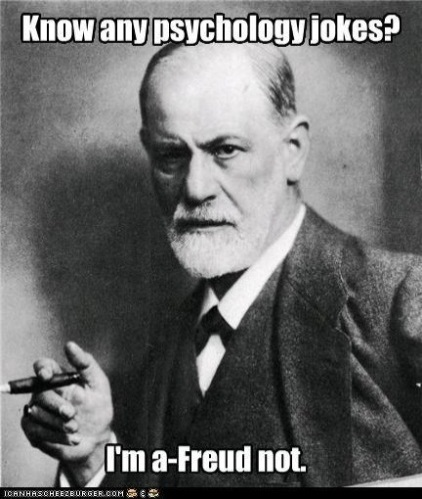 Know any psychology jokes?
I'm a-Freud not.
ICANHASCHEEZBURGER.COM